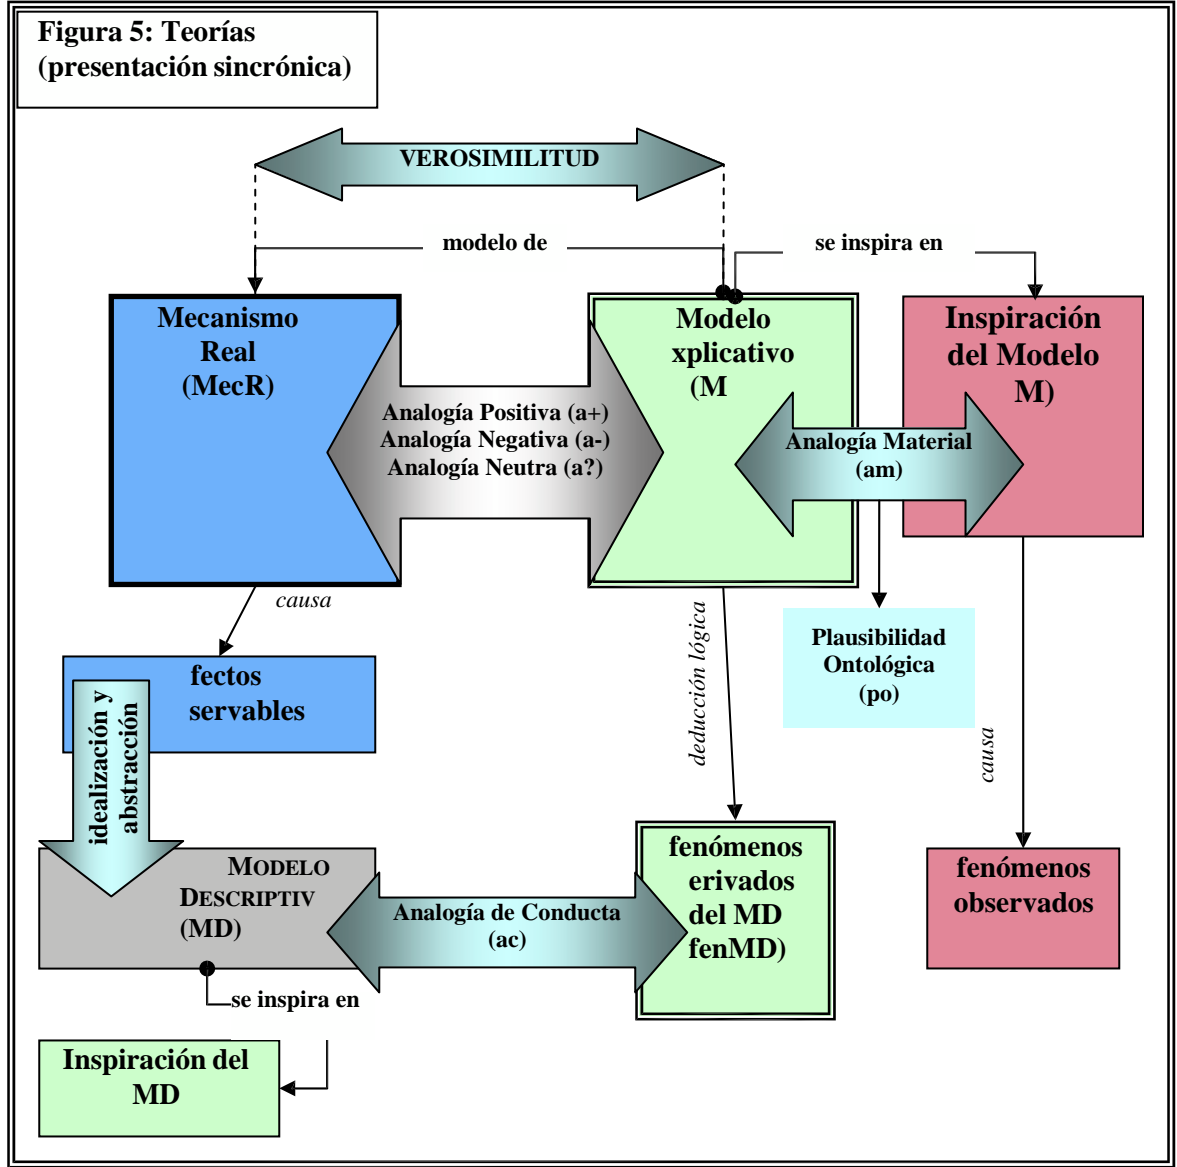 Figura 5: Teorías
(presentación sincrónica)
VEROSIMILITUD
modelo de
se inspira en
Mecanismo
Real
(MecR)
Modelo
xplicativo
(M
Inspiración
del Modelo
M)
Analogía Positiva (a+)
Analogía Negativa (a-)
Analogía Neutra (a?)
Analogía Material
(am)
causa
deducción lógica
Plausibilidad
Ontológica
(po)
causa
fectos
servables
idealización y
abstracción
MODELO
DESCRIPTIV
(MD)
Analogía de Conducta
(ac)
fenómenos
erivados
del MD
fenMD)
fenómenos
observados
se inspira en
Inspiración del
MD